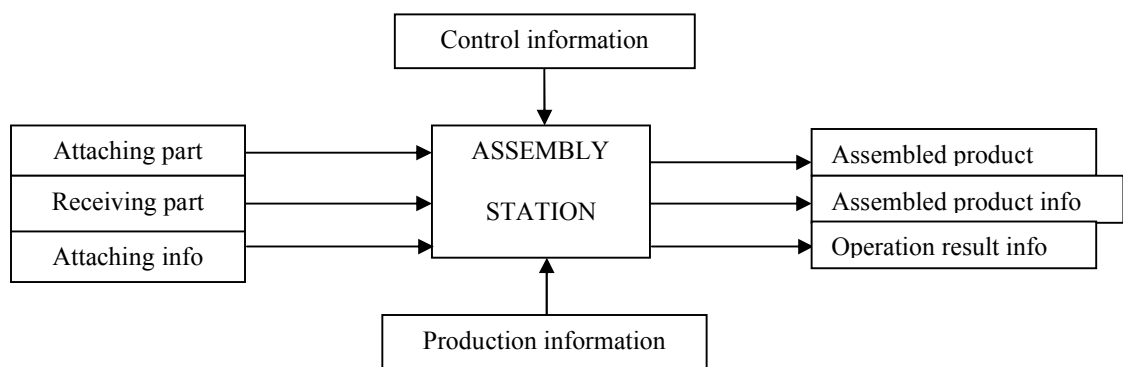 Control information
Attaching part
Receiving part
Attaching info
ASSEMBLY
STATION
Assembled product
Assembled product info
Operation result info
Production information